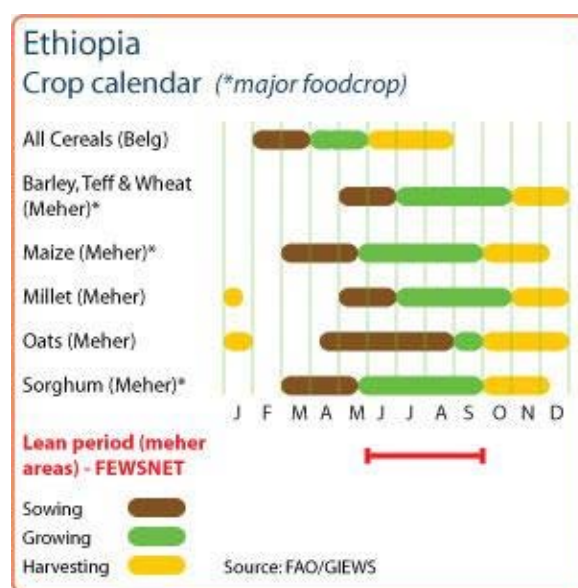 Ethiopia
Crop calendar (*major foodcrop)
All Cereals (Belg)
Barley, Teff & Wheat
(Meher)*
Maize (Meher)*
Millet (Meher)
Oats (Meher)
Sorghum (Meher)*
J F M A M J J A S O N D
Lean period (meher
areas) - FEWSNET
Sowing
Growing
Harvesting
Source: FAO/GIEWS